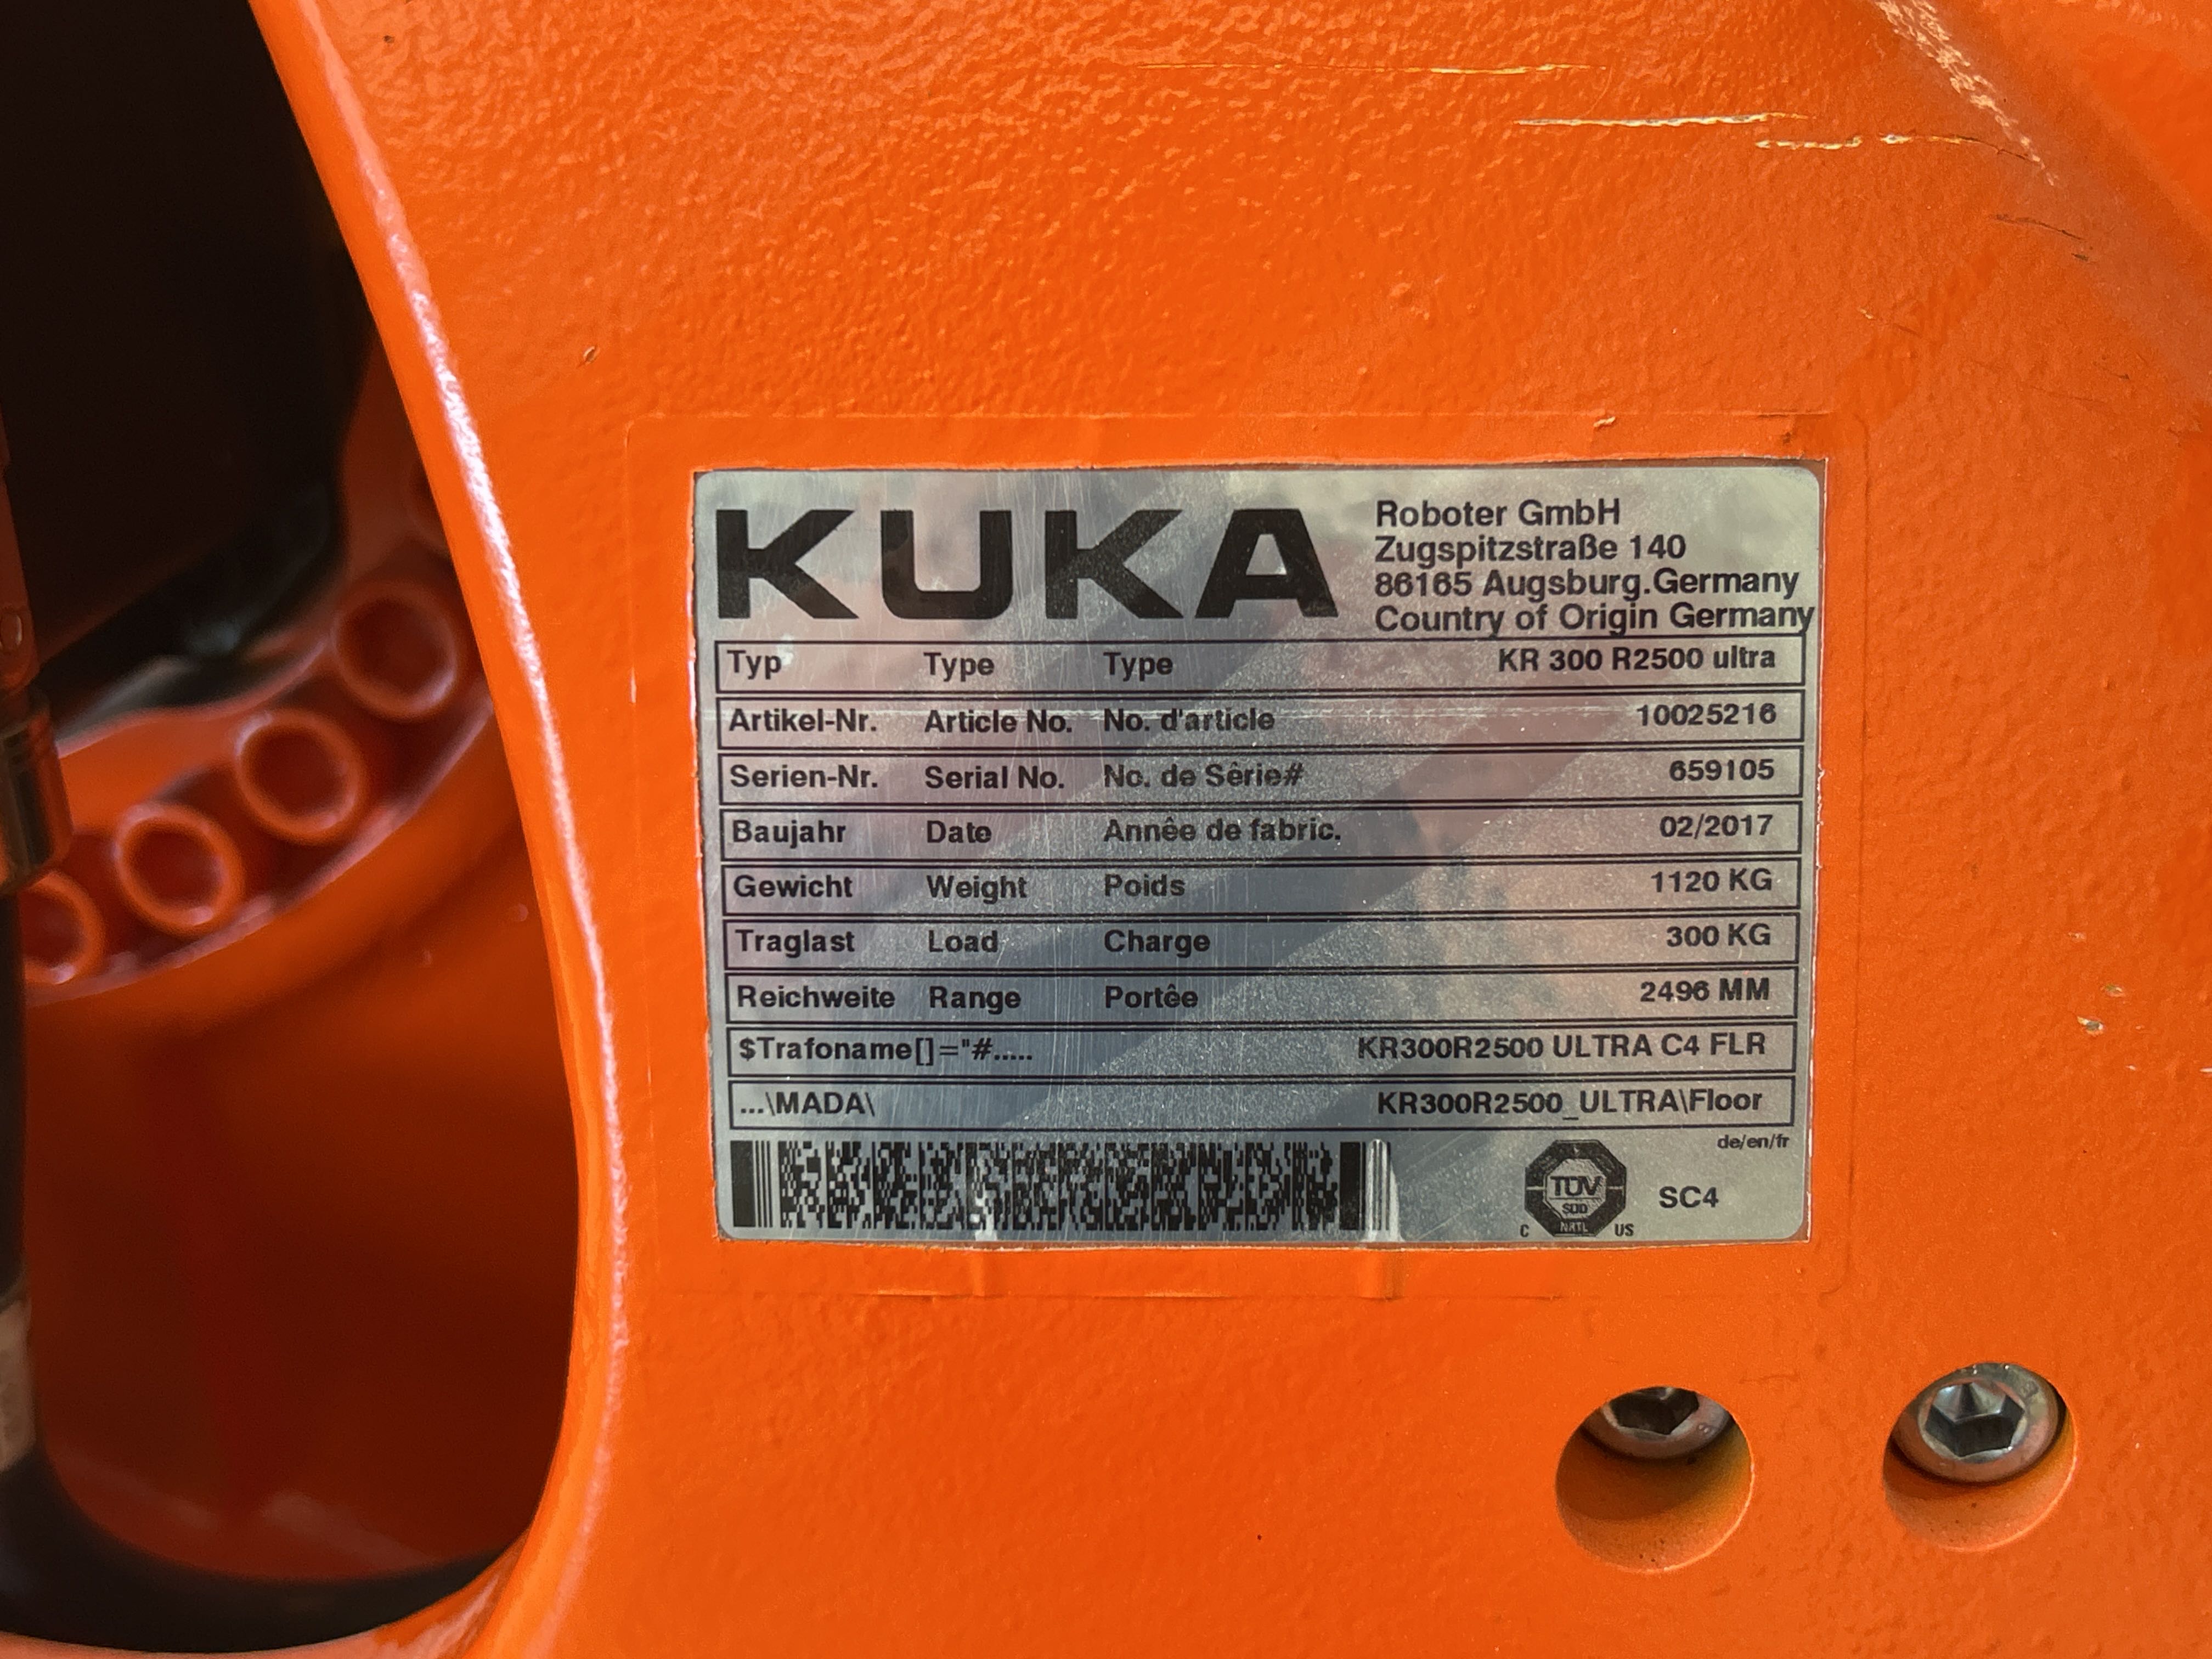 KUKA
Roboter GmbH
Zugspitzstraße 140
86165 Augsburg.Germany
Country of Origin Germany
Typ Type Type KR 300 R2500 ultra
Artikel-Nr. Article No. No. d'article 10025216
Serien-Nr. Serial No. No. de Sêrie# 659105
Baujahr Date Annêe de fabric. 02/2017
Gewicht Weight Poids 1120 KG
Traglast Load Charge 300 KG
Reichweite Range Portêe 2496 MM
$Trafoname[]="#..... KR300R2500 ULTRA C4 FLR
...\MADA\ KR300R2500_ULTRA\Floor
de/en/fr
TÜV
SÜD
NRTL
C US
SC4